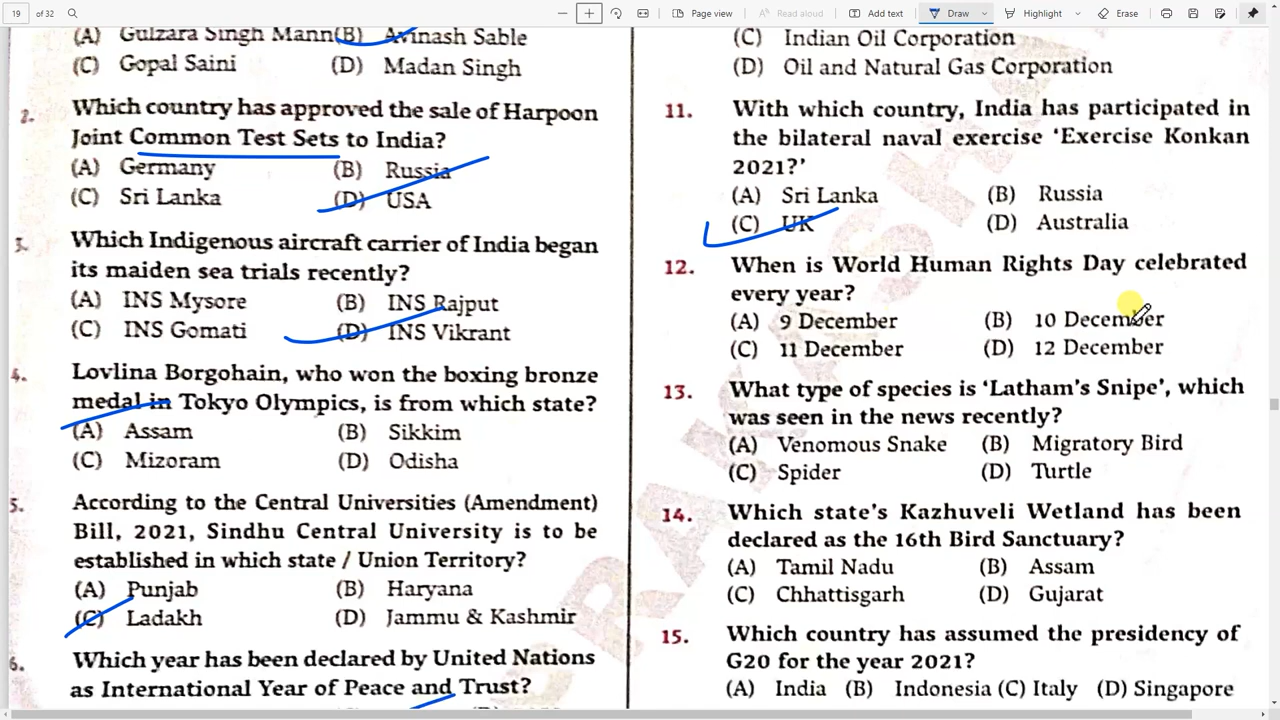 19 of 32
Page view
Read aloud
Add text
Draw
Highlight
Erase
(A) Gulzara Singh Mann (B) Avinash Sable
(C) Gopal Saini (D) Madan Singh
2. Which country has approved the sale of Harpoon
Joint Common Test Sets to India?
(A) Germany (B) Russia
(C) Sri Lanka (D) USA
3. Which Indigenous aircraft carrier of India began
its maiden sea trials recently?
(A) INS Mysore (B) INS Rajput
(C) INS Gomati (D) INS Vikrant
4. Lovlina Borgohain, who won the boxing bronze
medal in Tokyo Olympics, is from which state?
(A) Assam (B) Sikkim
(C) Mizoram (D) Odisha
5. According to the Central Universities (Amendment)
Bill, 2021, Sindhu Central University is to be
established in which state / Union Territory?
(A) Punjab (B) Haryana
(C) Ladakh (D) Jammu & Kashmir
6. Which year has been declared by United Nations
as International Year of Peace and Trust?
(C) Indian Oil Corporation
(D) Oil and Natural Gas Corporation
11. With which country, India has participated in
the bilateral naval exercise 'Exercise Konkan
2021?'
(A) Sri Lanka (B) Russia
(C) UK (D) Australia
12. When is World Human Rights Day celebrated
every year?
(A) 9 December (B) 10 December
(C) 11 December (D) 12 December
13. What type of species is 'Latham's Snipe', which
was seen in the news recently?
(A) Venomous Snake (B) Migratory Bird
(C) Spider (D) Turtle
14. Which state's Kazhuveli Wetland has been
declared as the 16th Bird Sanctuary?
(A) Tamil Nadu (B) Assam
(C) Chhattisgarh (D) Gujarat
15. Which country has assumed the presidency of
G20 for the year 2021?
(A) India (B) Indonesia (C) Italy (D) Singapore